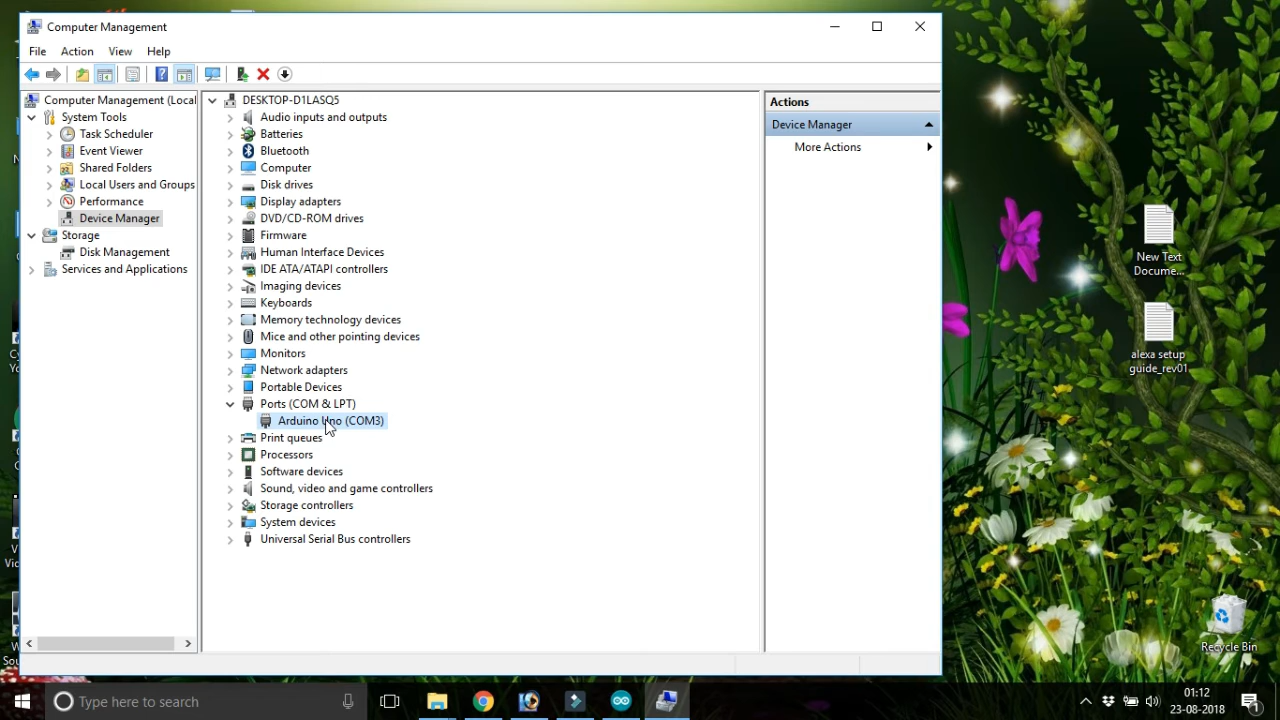 Computer Management
File Action View Help
Computer Management (Local
System Tools
Task Scheduler
Event Viewer
Shared Folders
Local Users and Groups
Performance
Device Manager
Storage
Disk Management
Services and Applications
DESKTOP-D1LASQ5
Audio inputs and outputs
Batteries
Bluetooth
Computer
Disk drives
Display adapters
DVD/CD-ROM drives
Firmware
Human Interface Devices
IDE ATA/ATAPI controllers
Imaging devices
Keyboards
Memory technology devices
Mice and other pointing devices
Monitors
Network adapters
Portable Devices
Ports (COM & LPT)
Arduino Uno (COM3)
Print queues
Processors
Software devices
Sound, video and game controllers
Storage controllers
System devices
Universal Serial Bus controllers
Actions
Device Manager
More Actions
New Text
Docume...
alexa setup
guide_rev01
Recycle Bin
Type here to search
01:12
23-08-2018